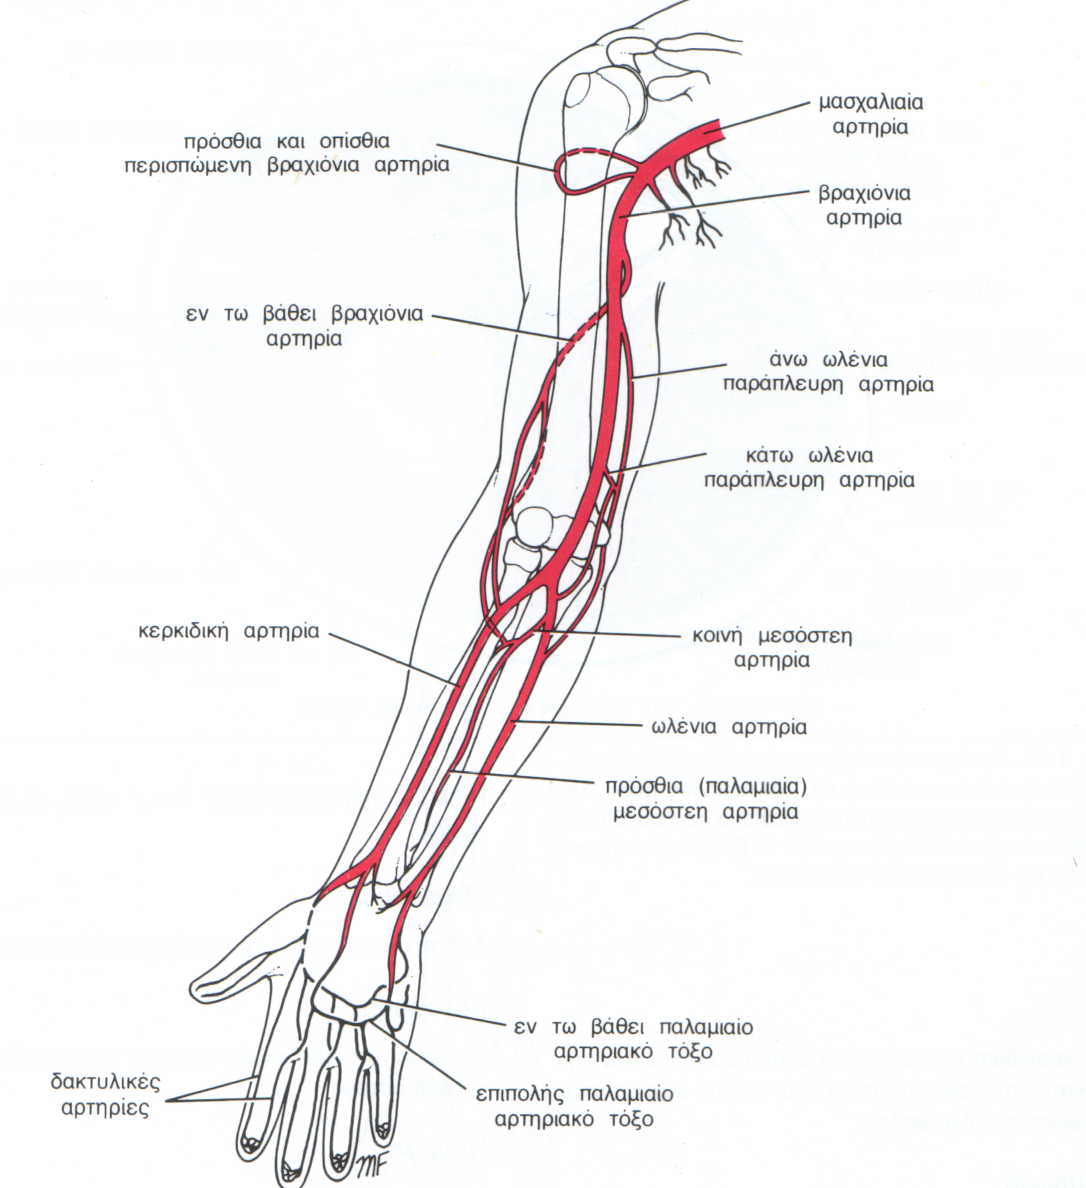 μασχαλιαία
αρτηρία
πρόσθια και οπίσθια
περισπώμενη βραχιόνια αρτηρία
βραχιόνια
αρτηρία
εν τω βάθει βραχιόνια
αρτηρία
άνω ωλένια
παράπλευρη αρτηρία
κάτω ωλένια
παράπλευρη αρτηρία
κερκιδική αρτηρία
κοινή μεσόστεη
αρτηρία
ωλένια αρτηρία
πρόσθια (παλαμιαία)
μεσόστεη αρτηρία
εν τω βάθει παλαμιαίο
αρτηριακό τόξο
δακτυλικές
αρτηρίες
επιπολής παλαμιαίο
αρτηριακό τόξο
MF